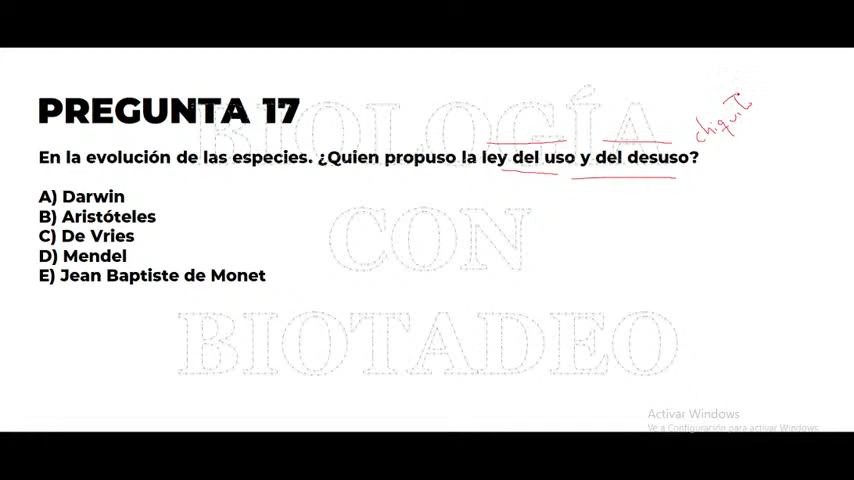 PREGUNTA 17
chiquito
En la evolución de las especies. ¿Quien propuso la ley del uso y del desuso?
A) Darwin
B) Aristóteles
C) De Vries
D) Mendel
E) Jean Baptiste de Monet
BIOLOGÍA
CON
BIOTADEO
Activar Windows
Ve a Configuración para activar Windows.